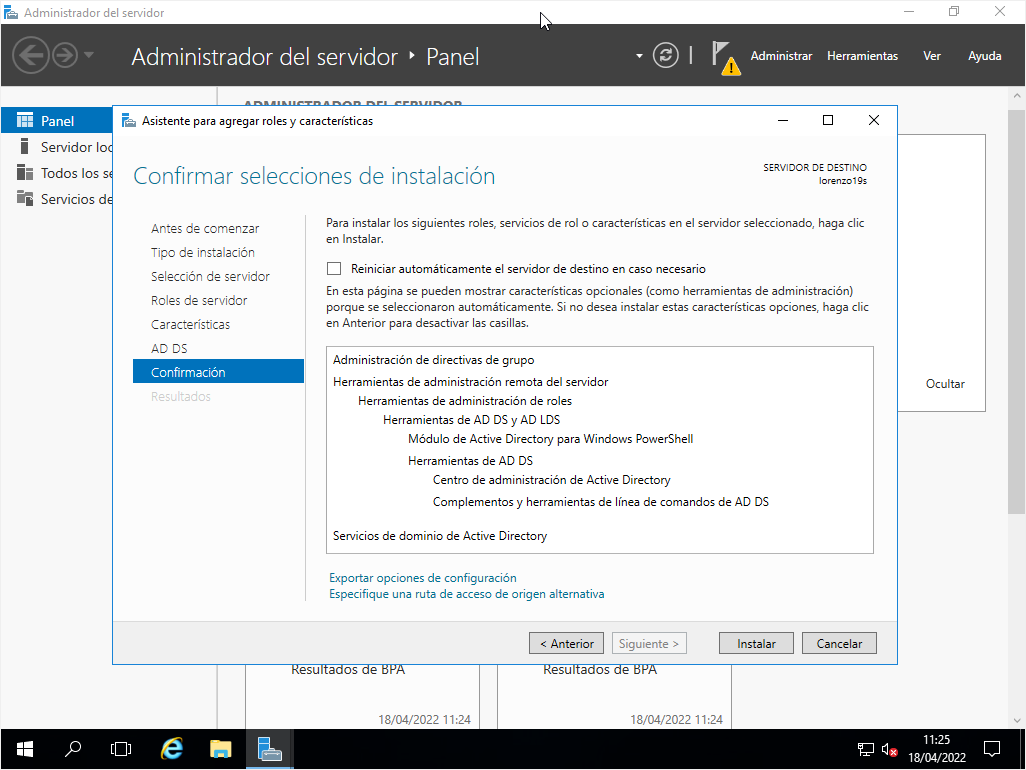 Administrador del servidor
Administrador del servidor ‣ Panel
Administrar Herramientas Ver Ayuda
ADMINISTRADOR DEL SERVIDOR
Panel
Servidor loc
Todos los se
Servicios de
Asistente para agregar roles y características
Confirmar selecciones de instalación
SERVIDOR DE DESTINO
lorenzo19s
Antes de comenzar
Tipo de instalación
Selección de servidor
Roles de servidor
Características
AD DS
Confirmación
Resultados
Para instalar los siguientes roles, servicios de rol o características en el servidor seleccionado, haga clic
en Instalar.
Reiniciar automáticamente el servidor de destino en caso necesario
En esta página se pueden mostrar características opcionales (como herramientas de administración)
porque se seleccionaron automáticamente. Si no desea instalar estas características opciones, haga clic
en Anterior para desactivar las casillas.
Administración de directivas de grupo
Herramientas de administración remota del servidor
Herramientas de administración de roles
Herramientas de AD DS y AD LDS
Módulo de Active Directory para Windows PowerShell
Herramientas de AD DS
Centro de administración de Active Directory
Complementos y herramientas de línea de comandos de AD DS
Servicios de dominio de Active Directory
Exportar opciones de configuración
Especifique una ruta de acceso de origen alternativa
< Anterior Siguiente > Instalar Cancelar
Ocultar
Resultados de BPA
18/04/2022 11:24
Resultados de BPA
18/04/2022 11:24
11:25
18/04/2022